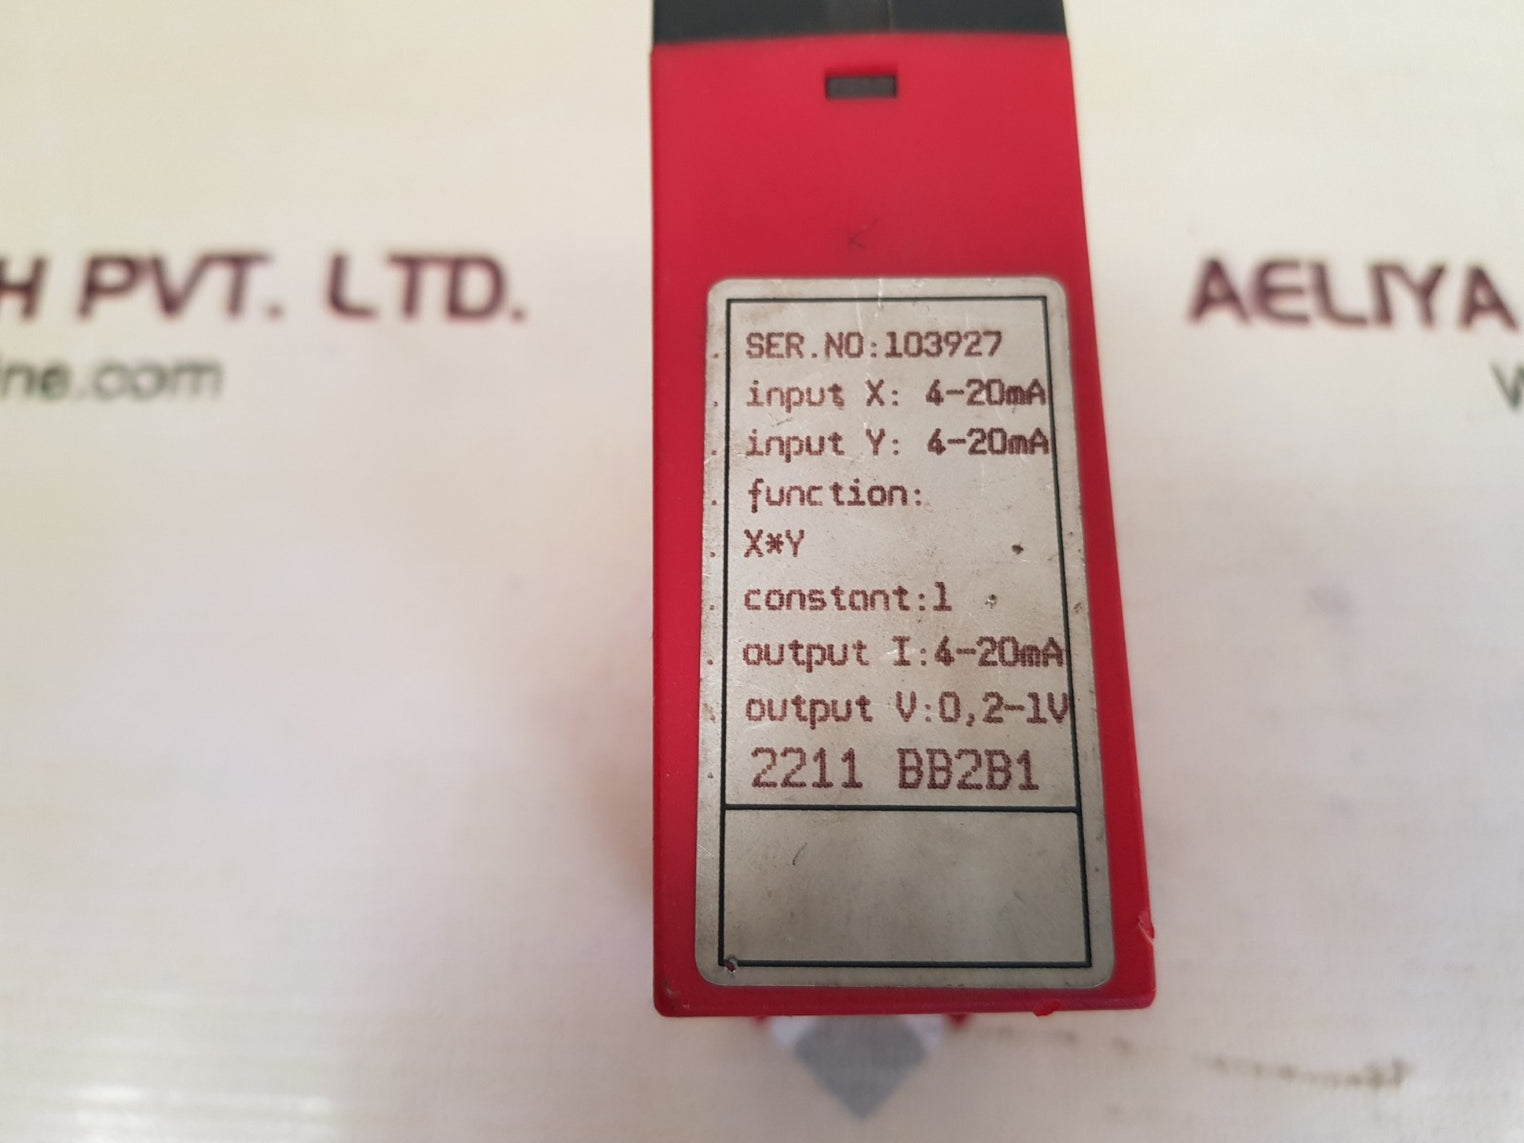 H PVT. LTD.
ne.com
AELIYA
SER.NO:103927
input X: 4-20mA
input Y: 4-20mA
function:
X*Y
constant:1
output I:4-20mA
output V:0,2-1V
2211 BB2B1